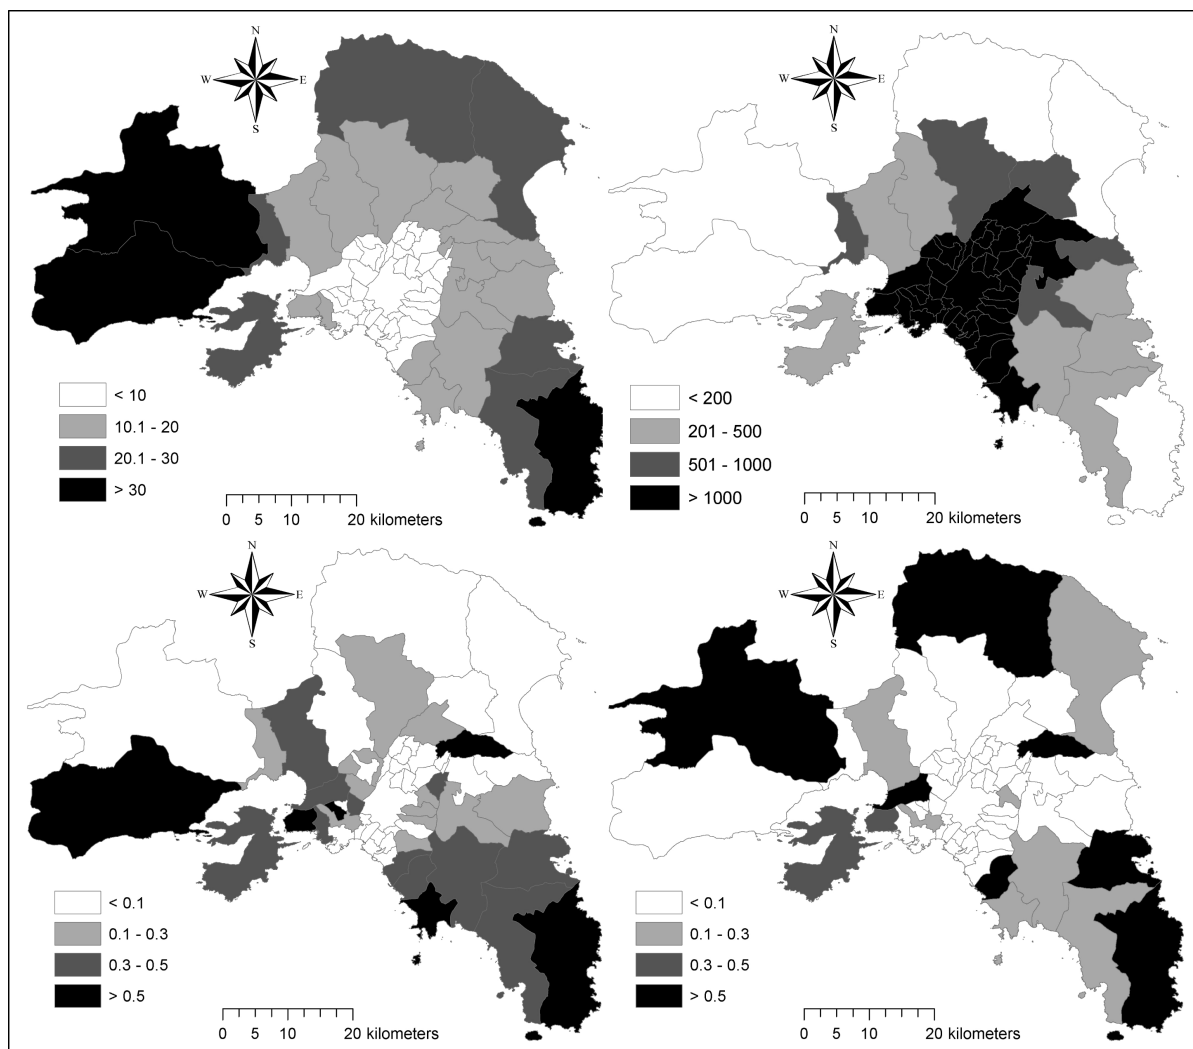 N
W E
S
< 10
10.1 - 20
20.1 - 30
> 30
0 5 10 20 kilometers
N
W E
S
< 200
201 - 500
501 - 1000
> 1000
0 5 10 20 kilometers
N
W E
S
< 0.1
0.1 - 0.3
0.3 - 0.5
> 0.5
0 5 10 20 kilometers
N
W E
S
< 0.1
0.1 - 0.3
0.3 - 0.5
> 0.5
0 5 10 20 kilometers